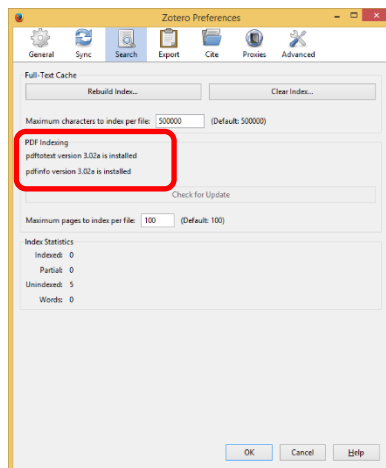 Zotero Preferences
General Sync Search Export Cite Proxies Advanced
Full-Text Cache
Rebuild Index... Clear Index...
Maximum characters to index per file: 500000 (Default: 500000)
PDF Indexing
pdftotext version 3.02a is installed
pdfinfo version 3.02a is installed
Check for Update
Maximum pages to index per file: 100 (Default: 100)
Index Statistics
Indexed: 0
Partial: 0
Unindexed: 5
Words: 0
OK Cancel Help